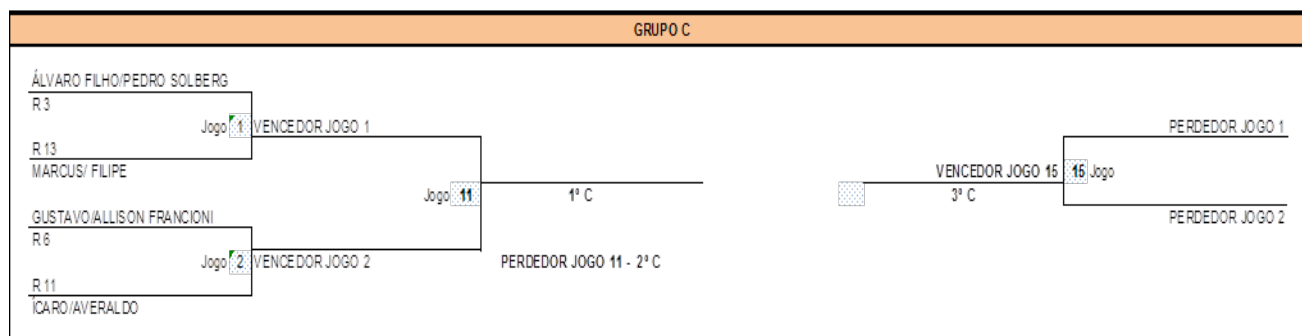 GRUPO C
ÁLVARO FILHO/PEDRO SOLBERG
R 3
Jogo 1 VENCEDOR JOGO 1
R 13
MARCUS/ FILIPE
Jogo 11 1º C
GUSTAVO/ALLISON FRANCIONI
R 6
Jogo 2 VENCEDOR JOGO 2
PERDEDOR JOGO 11 - 2º C
R 11
ÍCARO/AVERALDO
PERDEDOR JOGO 1
VENCEDOR JOGO 15 15 Jogo
3º C
PERDEDOR JOGO 2